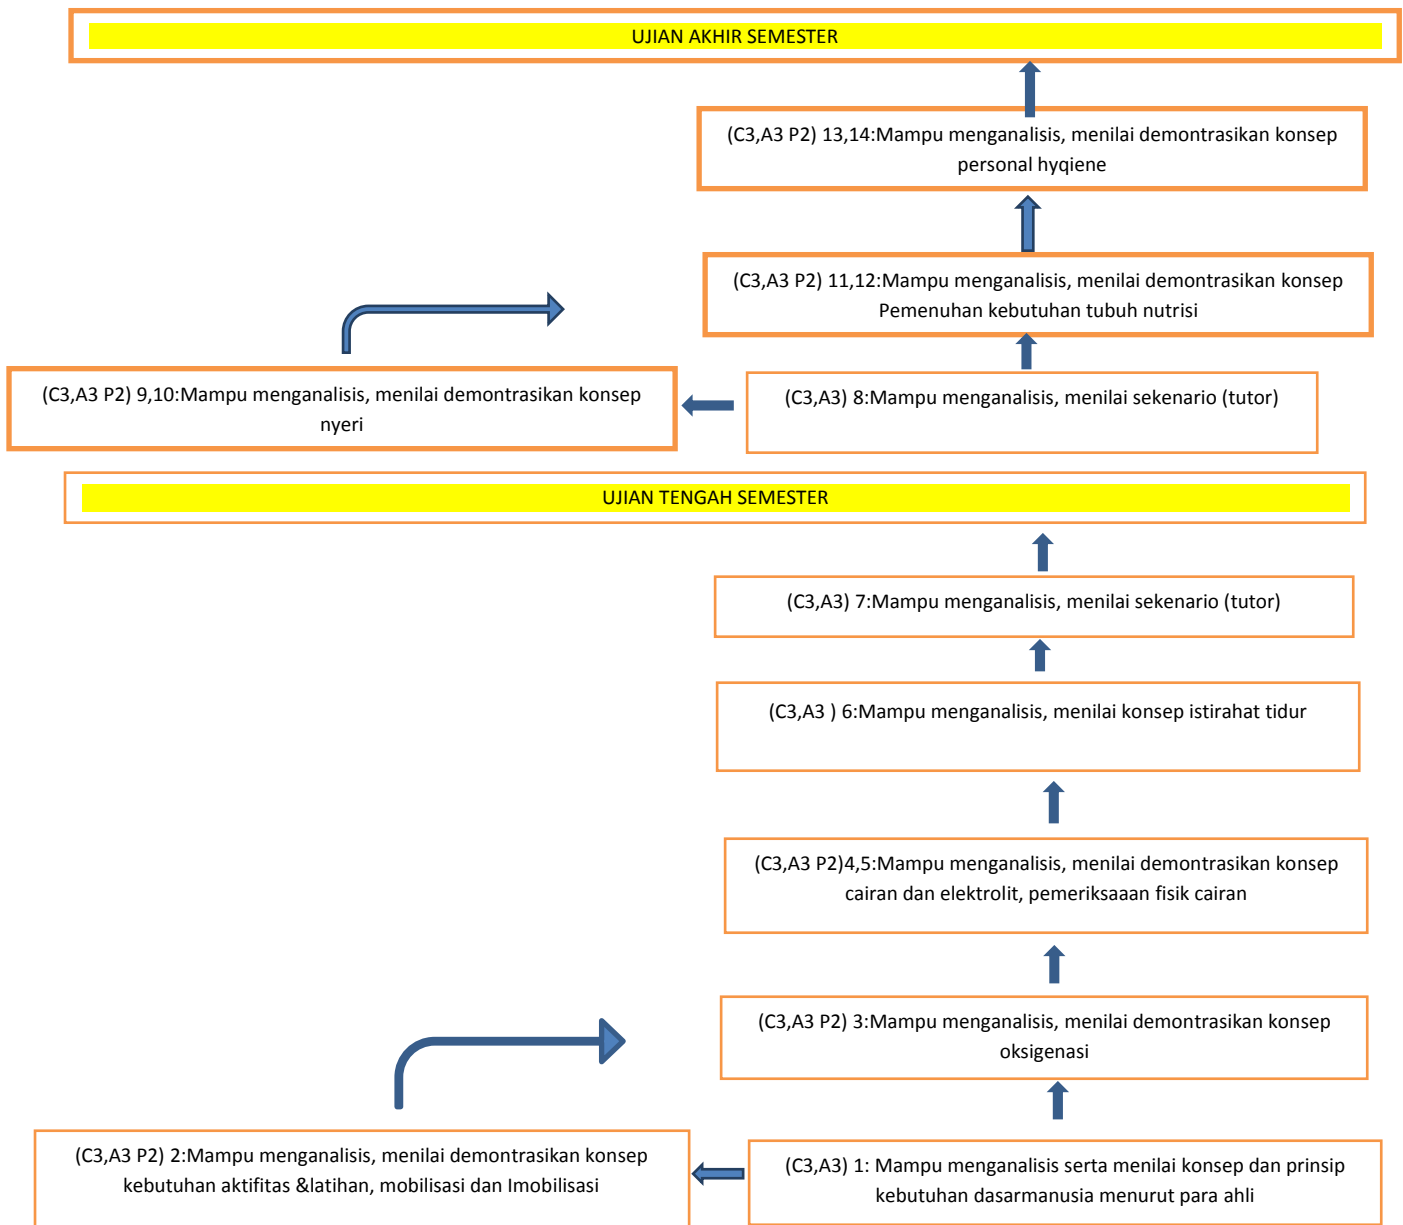 UJIAN AKHIR SEMESTER
(C3,A3 P2) 13,14:Mampu menganalisis, menilai demontrasikan konsep
personal hyqiene
(C3,A3 P2) 11,12:Mampu menganalisis, menilai demontrasikan konsep
Pemenuhan kebutuhan tubuh nutrisi
(C3,A3 P2) 9,10:Mampu menganalisis, menilai demontrasikan konsep
nyeri
(C3,A3) 8:Mampu menganalisis, menilai sekenario (tutor)
UJIAN TENGAH SEMESTER
(C3,A3) 7:Mampu menganalisis, menilai sekenario (tutor)
(C3,A3 ) 6:Mampu menganalisis, menilai konsep istirahat tidur
(C3,A3 P2)4,5:Mampu menganalisis, menilai demontrasikan konsep
cairan dan elektrolit, pemeriksaaan fisik cairan
(C3,A3 P2) 3:Mampu menganalisis, menilai demontrasikan konsep
oksigenasi
(C3,A3 P2) 2:Mampu menganalisis, menilai demontrasikan konsep
kebutuhan aktifitas &latihan, mobilisasi dan Imobilisasi
(C3,A3) 1: Mampu menganalisis serta menilai konsep dan prinsip
kebutuhan dasarmanusia menurut para ahli